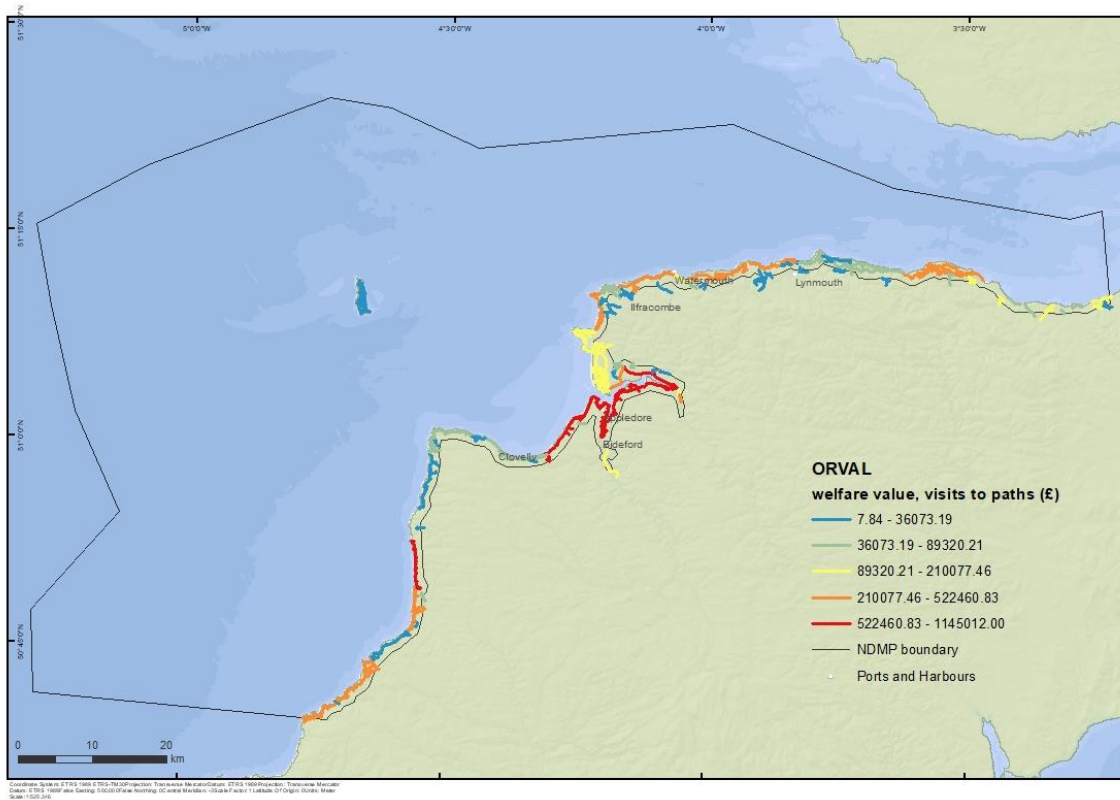 5°0'0"W
4°30'0"W
4°0'0"W
3°30'0"W
51°30'0"N
51°15'0"N
51°0'0"N
50°45'0"N
Watermouth
Lynmouth
Ilfracombe
Appledore
Bideford
Clovelly
ORVAL
welfare value, visits to paths (£)
7.84 - 36073.19
36073.19 - 89320.21
89320.21 - 210077.46
210077.46 - 522460.83
522460.83 - 1145012.00
NDMP boundary
Ports and Harbours
0 10 20
km